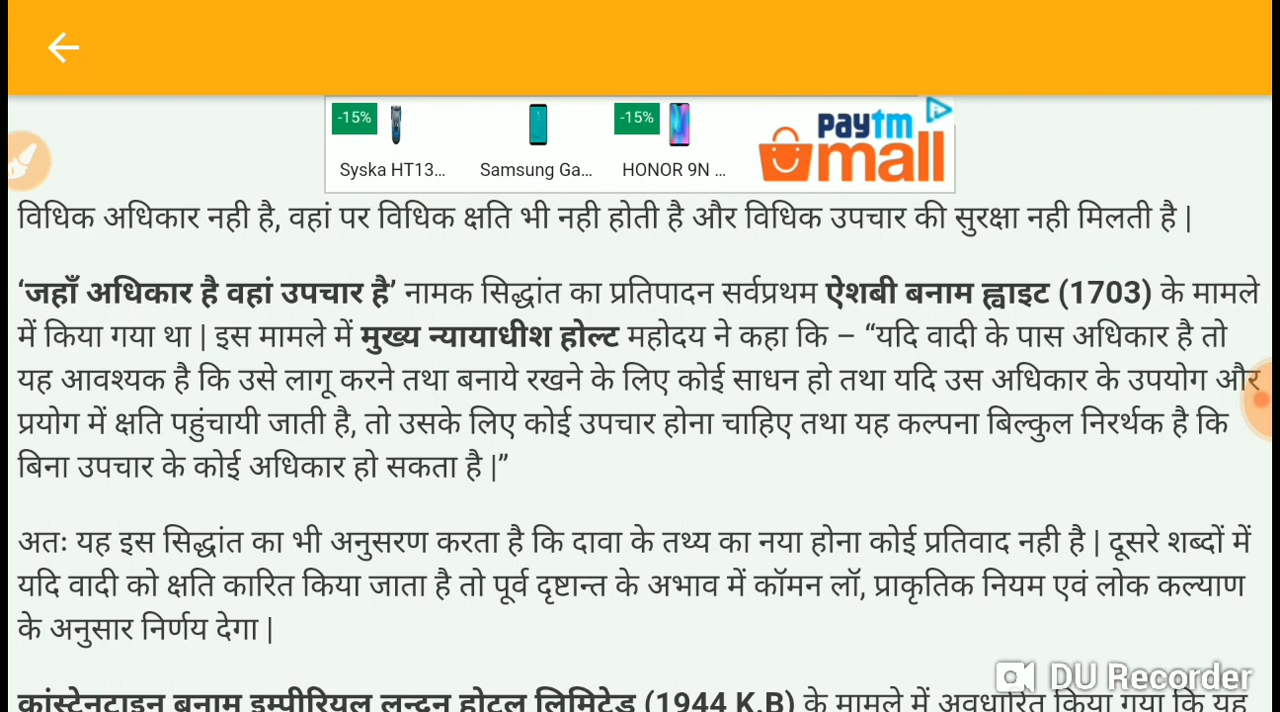 -15%
-15%
Syska HT13...
Samsung Ga...
HONOR 9N ...
paytm
mall
विधिक अधिकार नही है, वहां पर विधिक क्षति भी नही होती है और विधिक उपचार की सुरक्षा नही मिलती है |
‘जहाँ अधिकार है वहां उपचार है’ नामक सिद्धांत का प्रतिपादन सर्वप्रथम ऐशबी बनाम ह्वाइट (1703) के मामले
में किया गया था | इस मामले में मुख्य न्यायाधीश होल्ट महोदय ने कहा कि – “यदि वादी के पास अधिकार है तो
यह आवश्यक है कि उसे लागू करने तथा बनाये रखने के लिए कोई साधन हो तथा यदि उस अधिकार के उपयोग और
प्रयोग में क्षति पहुंचायी जाती है, तो उसके लिए कोई उपचार होना चाहिए तथा यह कल्पना बिल्कुल निरर्थक है कि
बिना उपचार के कोई अधिकार हो सकता है |”
अतः यह इस सिद्धांत का भी अनुसरण करता है कि दावा के तथ्य का नया होना कोई प्रतिवाद नही है | दूसरे शब्दों में
यदि वादी को क्षति कारित किया जाता है तो पूर्व दृष्टान्त के अभाव में कॉमन लॉ, प्राकृतिक नियम एवं लोक कल्याण
के अनुसार निर्णय देगा |
DU Recorder
कांस्टेनटाइन बनाम इम्पीरियल लन्दन होटल लिमिटेड (1944 K.B) के मामले में अवधारित किया गया कि यह